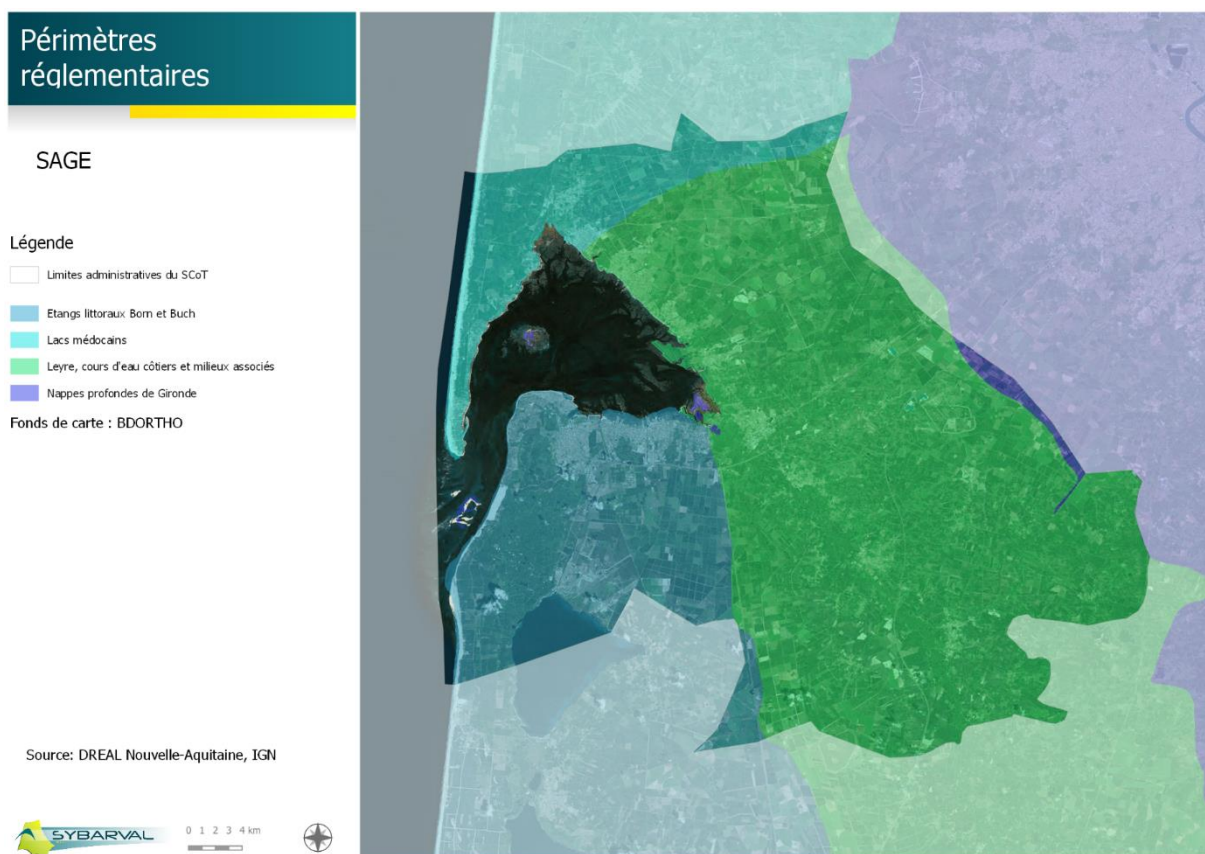 Périmètres
réglementaires
SAGE
Légende
Limites administratives du SCoT
Etangs littoraux Born et Buch
Lacs médocains
Leyre, cours d'eau côtiers et milieux associés
Nappes profondes de Gironde
Fonds de carte : BDORTHO
Source: DREAL Nouvelle-Aquitaine, IGN
SYBARVAL
0 1 2 3 4 km